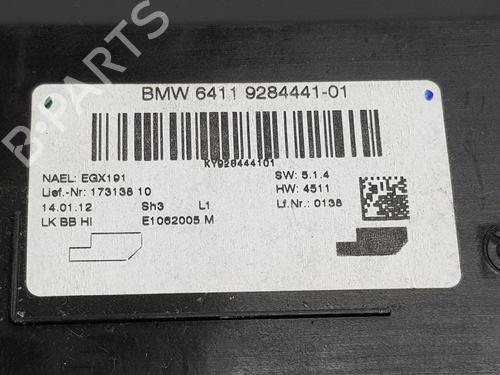 BMW 6411 9284441-01
KY928444101
NAEL: EGX191
SW: 5.1.4
Lief.-Nr: 173138 10
HW: 4511
14.01.12 Sh3 L1
Lf.Nr.: 0138
LK BB HI E1062005 M
B-PARTS